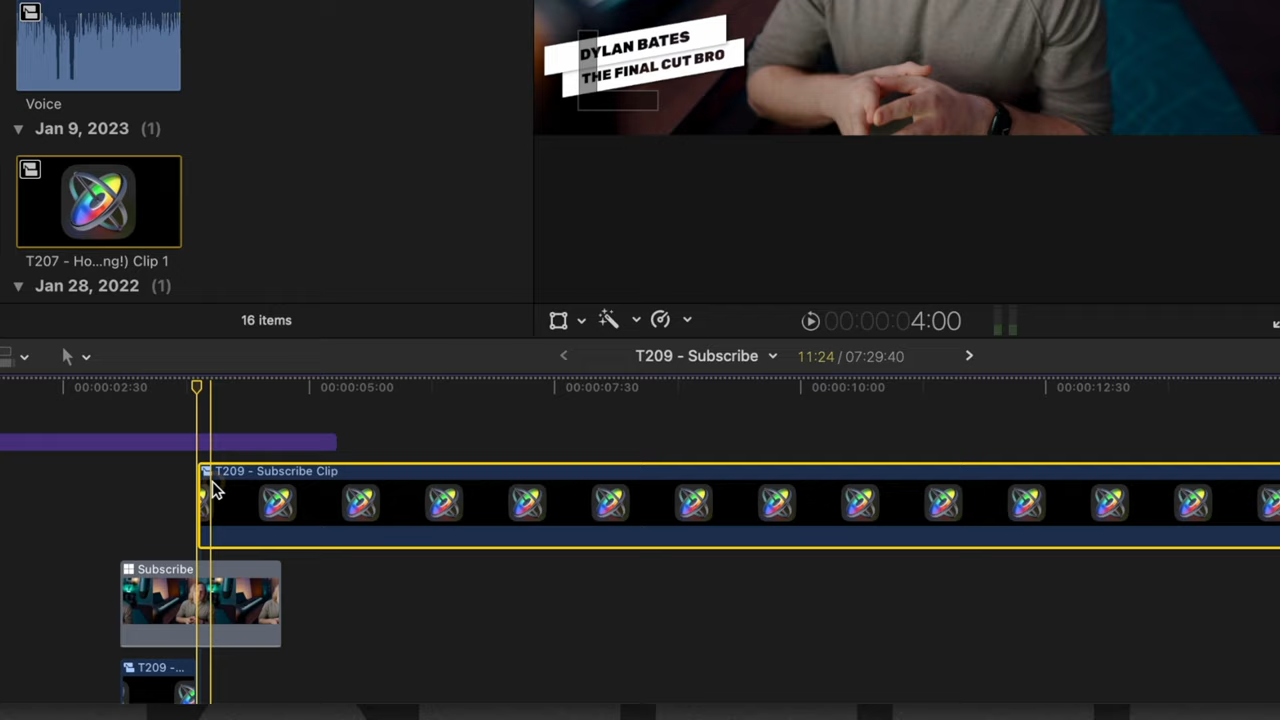 Voice
Jan 9, 2023 (1)
T207 - Ho...ng!) Clip 1
Jan 28, 2022 (1)
16 items
DYLAN BATES
THE FINAL CUT BRO
00:00:04:00
T209 - Subscribe 11:24 / 07:29:40
00:00:02:30 00:00:05:00 00:00:07:30 00:00:10:00 00:00:12:30
T209 - Subscribe Clip
Subscribe
T209 -...